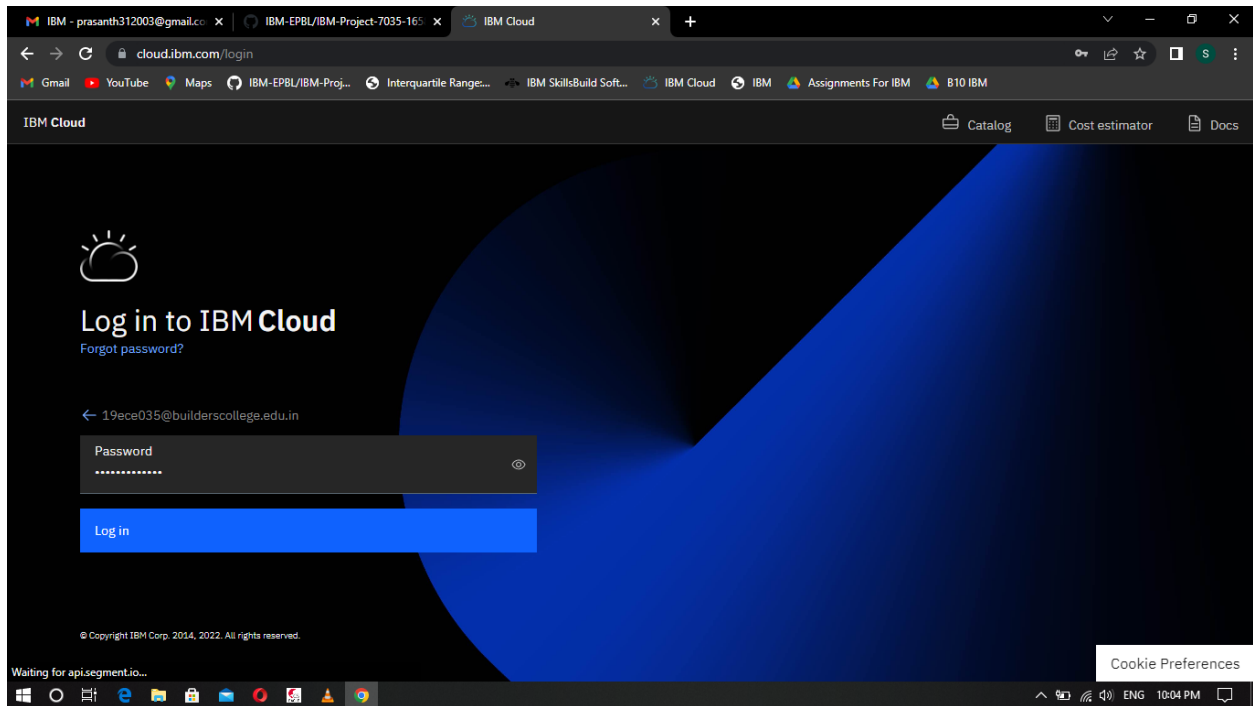 IBM - prasanth312003@gmail.co
IBM-EPBL/IBM-Project-7035-165
IBM Cloud
cloud.ibm.com/login
S
Gmail
YouTube
Maps
IBM-EPBL/IBM-Proj...
Interquartile Range:...
IBM SkillsBuild Soft...
IBM Cloud
IBM
Assignments For IBM
B10 IBM
IBM Cloud
Catalog
Cost estimator
Docs
Log in to IBM Cloud
Forgot password?
← 19ece035@builderscollege.edu.in
Password
•••••••••••••
Log in
© Copyright IBM Corp. 2014, 2022. All rights reserved.
Cookie Preferences
Waiting for api.segment.io...
ENG
10:04 PM